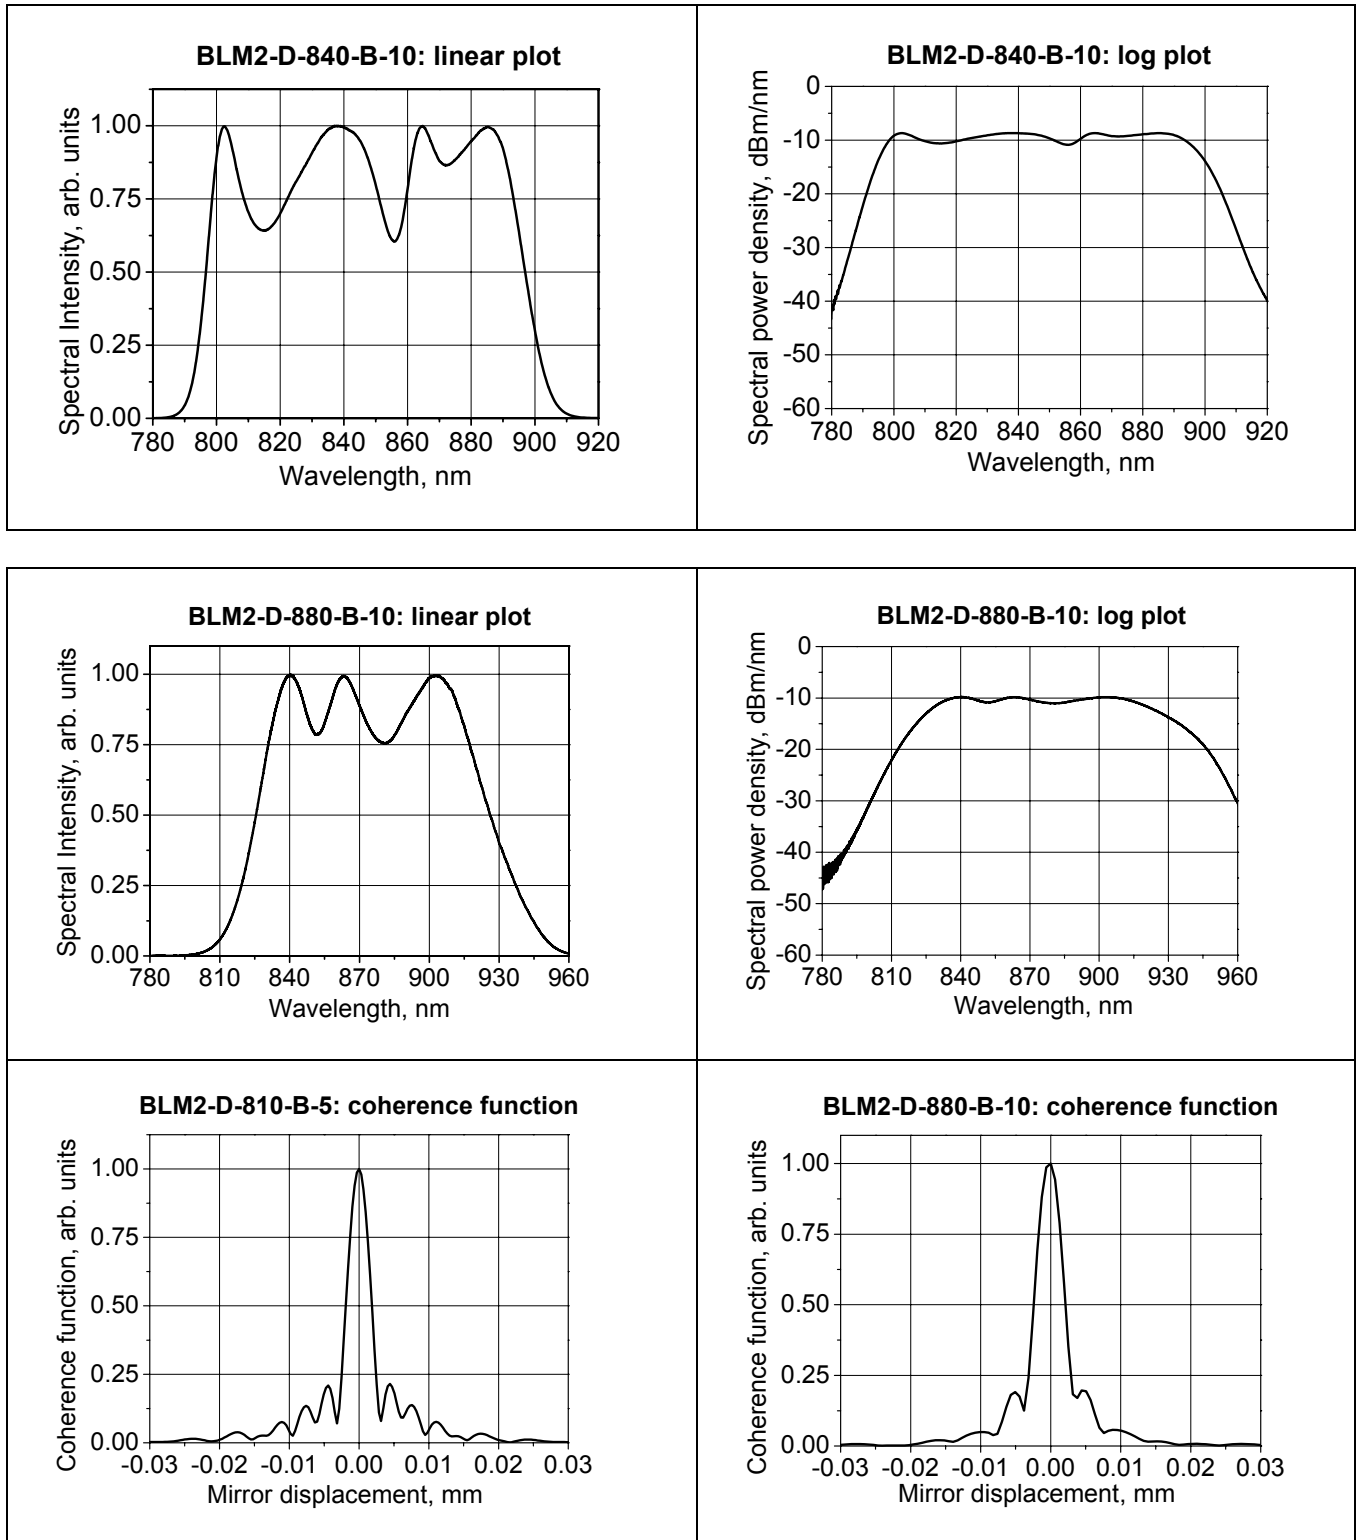 BLM2-D-840-B-10: linear plot
Spectral Intensity, arb. units
1.00
0.75
0.50
0.25
0.00
780 800 820 840 860 880 900 920
Wavelength, nm
BLM2-D-840-B-10: log plot
Spectral power density, dBm/nm
0
-10
-20
-30
-40
-50
-60
780 800 820 840 860 880 900 920
Wavelength, nm
BLM2-D-880-B-10: linear plot
Spectral Intensity, arb. units
1.00
0.75
0.50
0.25
0.00
780 810 840 870 900 930 960
Wavelength, nm
BLM2-D-880-B-10: log plot
Spectral power density, dBm/nm
0
-10
-20
-30
-40
-50
-60
780 810 840 870 900 930 960
Wavelength, nm
BLM2-D-810-B-5: coherence function
Coherence function, arb. units
1.00
0.75
0.50
0.25
0.00
-0.03 -0.02 -0.01 0.00 0.01 0.02 0.03
Mirror displacement, mm
BLM2-D-880-B-10: coherence function
Coherence function, arb. units
1.00
0.75
0.50
0.25
0.00
-0.03 -0.02 -0.01 0.00 0.01 0.02 0.03
Mirror displacement, mm